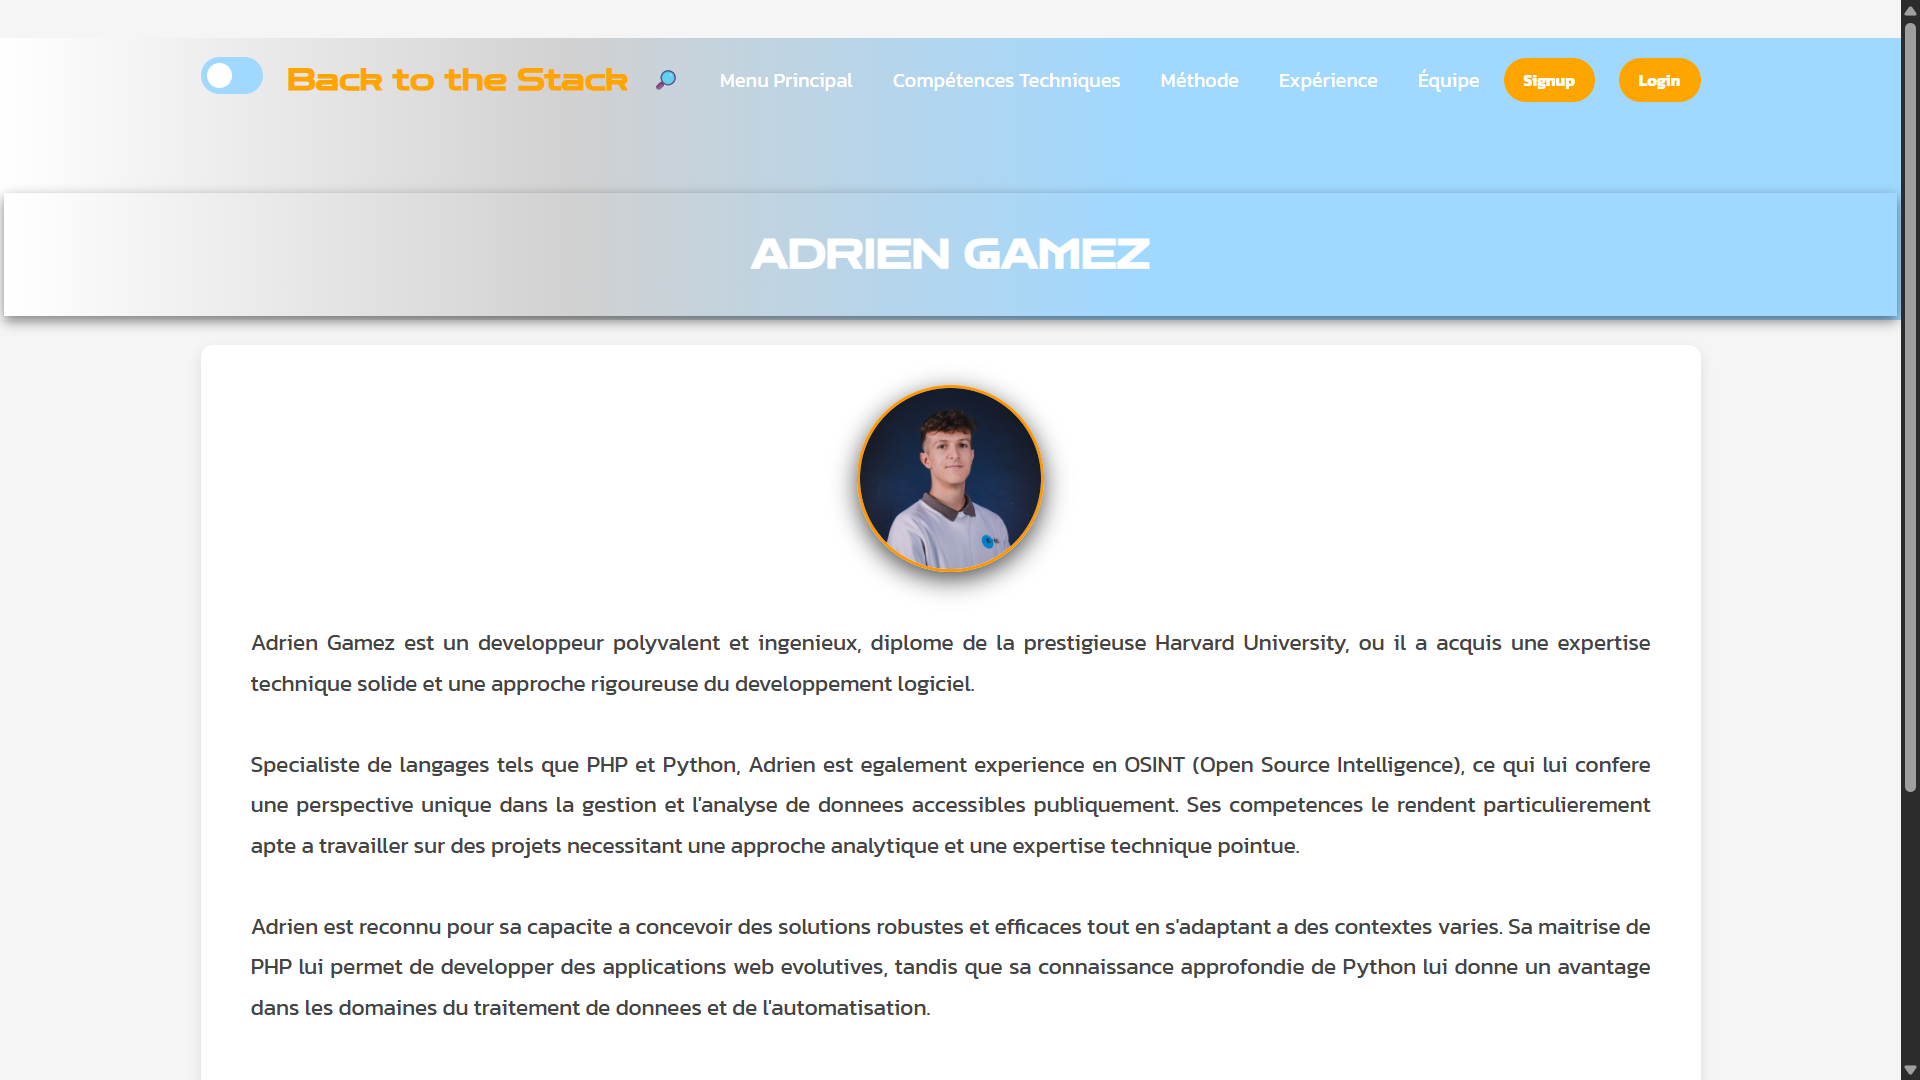 Back to the Stack
Menu Principal
Compétences Techniques
Méthode
Expérience
Équipe
Signup
Login
ADRIEN GAMEZ
Adrien Gamez est un developpeur polyvalent et ingenieux, diplome de la prestigieuse Harvard University, ou il a acquis une expertise
technique solide et une approche rigoureuse du developpement logiciel.
Specialiste de langages tels que PHP et Python, Adrien est egalement experience en OSINT (Open Source Intelligence), ce qui lui confere
une perspective unique dans la gestion et l'analyse de donnees accessibles publiquement. Ses competences le rendent particulierement
apte a travailler sur des projets necessitant une approche analytique et une expertise technique pointue.
Adrien est reconnu pour sa capacite a concevoir des solutions robustes et efficaces tout en s'adaptant a des contextes varies. Sa maitrise de
PHP lui permet de developper des applications web evolutives, tandis que sa connaissance approfondie de Python lui donne un avantage
dans les domaines du traitement de donnees et de l'automatisation.